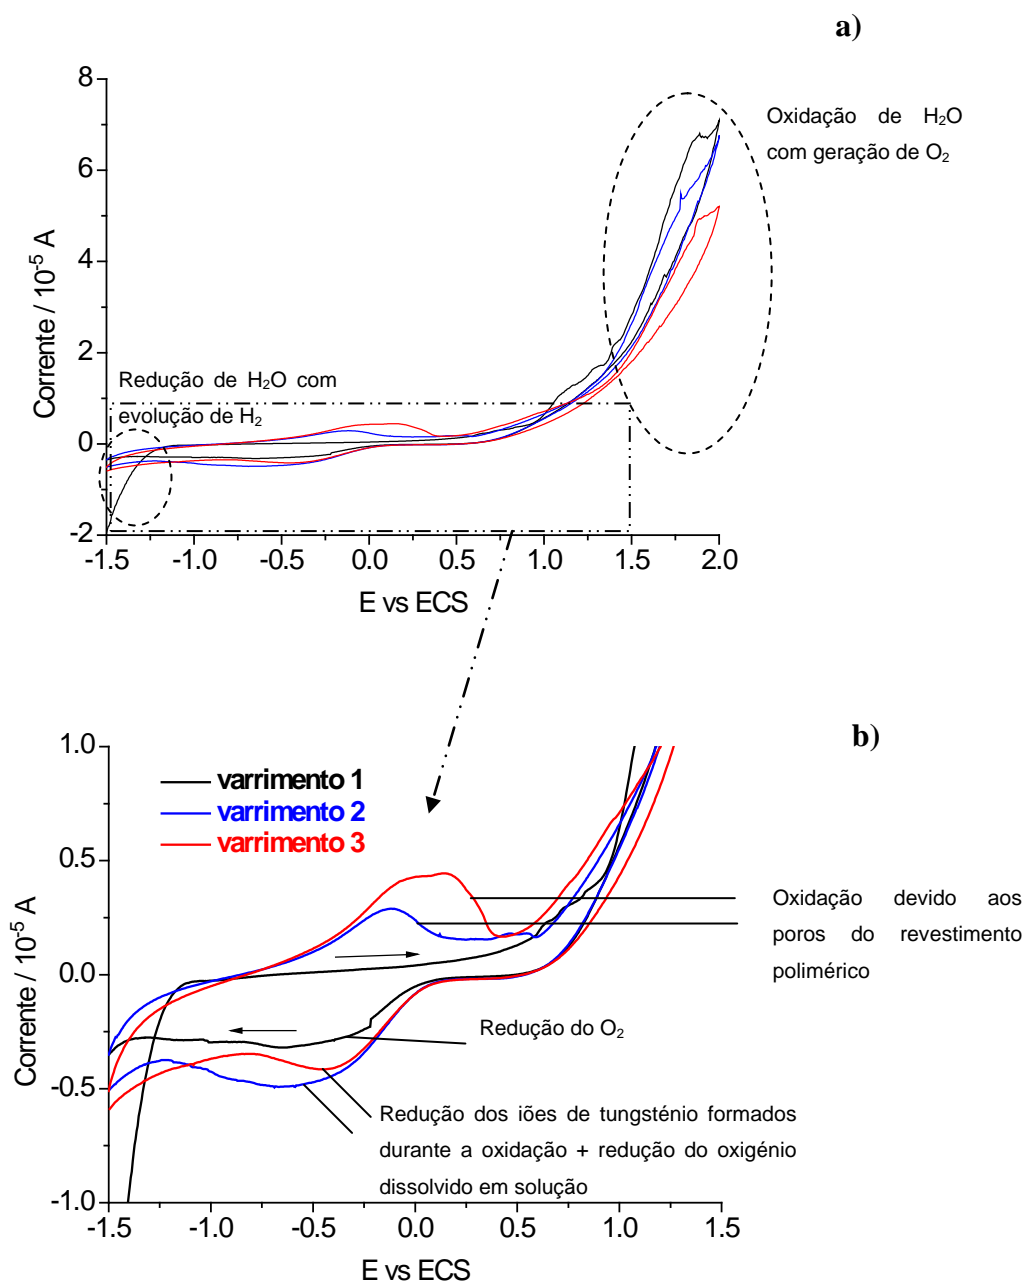 a)
8
6
4
2
0
-2
Corrente / 10⁻⁵ A
-1.5 -1.0 -0.5 0.0 0.5 1.0 1.5 2.0
E vs ECS
Oxidação de H₂O
com geração de O₂
Redução de H₂O com
evolução de H₂
b)
1.0
0.5
0.0
-0.5
-1.0
Corrente / 10⁻⁵ A
varrimento 1
varrimento 2
varrimento 3
Oxidação devido aos
poros do revestimento
polimérico
Redução do O₂
Redução dos iões de tungsténio formados
durante a oxidação + redução do oxigénio
dissolvido em solução
-1.5 -1.0 -0.5 0.0 0.5 1.0 1.5
E vs ECS